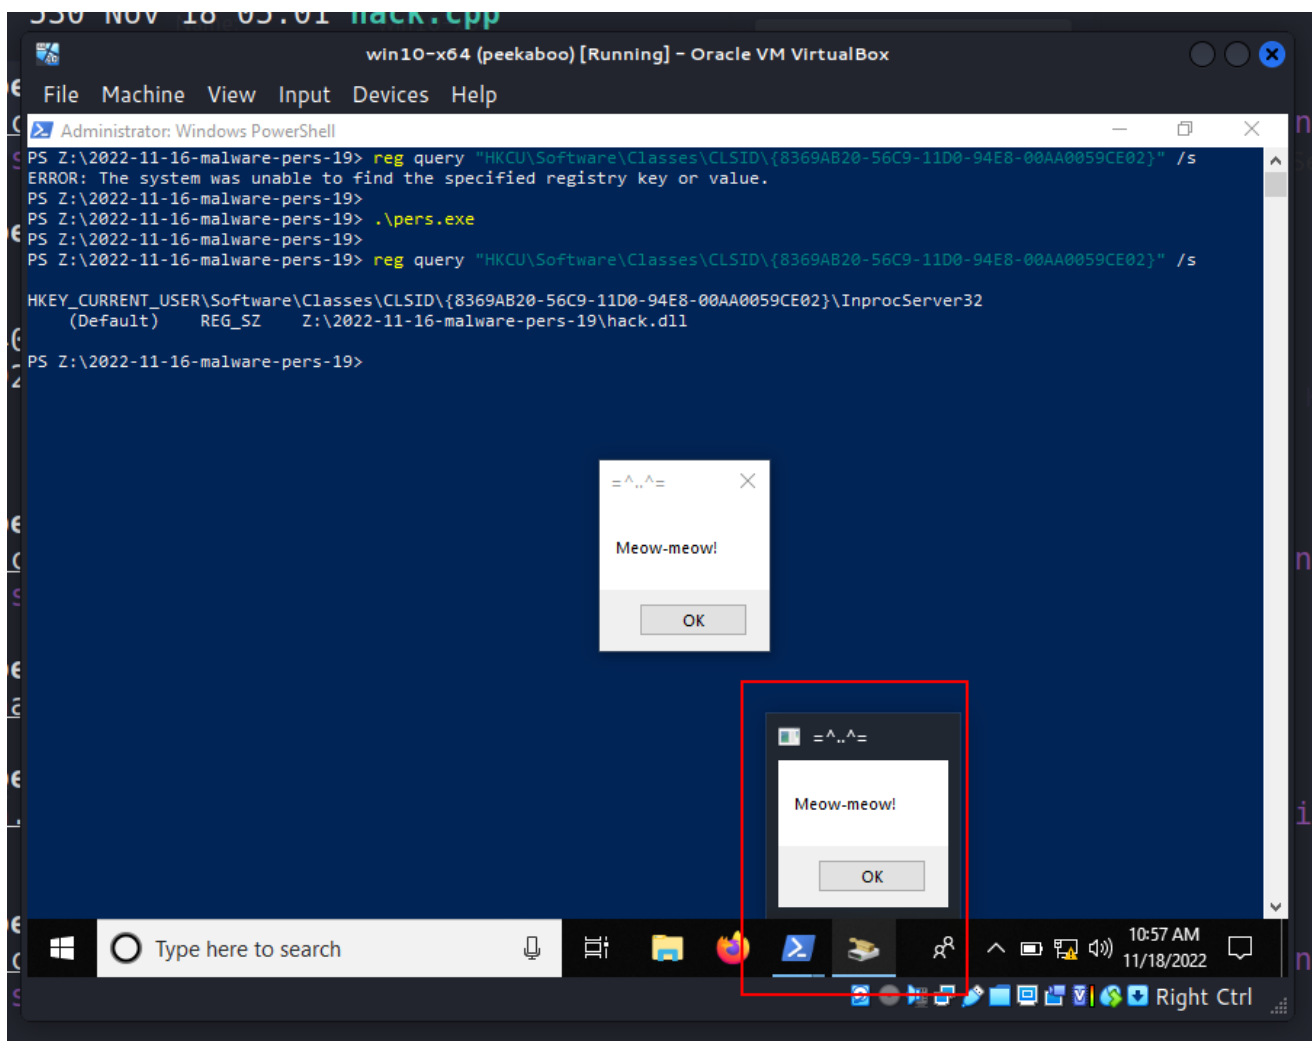 530 Nov 18 05:01 hack.cpp
win10-x64 (peekaboo) [Running] - Oracle VM VirtualBox
File Machine View Input Devices Help
Administrator: Windows PowerShell
PS Z:\2022-11-16-malware-pers-19> reg query "HKCU\Software\Classes\CLSID\{8369AB20-56C9-11D0-94E8-00AA0059CE02}" /s
ERROR: The system was unable to find the specified registry key or value.
PS Z:\2022-11-16-malware-pers-19>
PS Z:\2022-11-16-malware-pers-19> .\pers.exe
PS Z:\2022-11-16-malware-pers-19>
PS Z:\2022-11-16-malware-pers-19> reg query "HKCU\Software\Classes\CLSID\{8369AB20-56C9-11D0-94E8-00AA0059CE02}" /s
HKEY_CURRENT_USER\Software\Classes\CLSID\{8369AB20-56C9-11D0-94E8-00AA0059CE02}\InprocServer32
(Default) REG_SZ Z:\2022-11-16-malware-pers-19\hack.dll
PS Z:\2022-11-16-malware-pers-19>
=^..^=
Meow-meow!
OK
=^..^=
Meow-meow!
OK
Type here to search
10:57 AM
11/18/2022
Right Ctrl